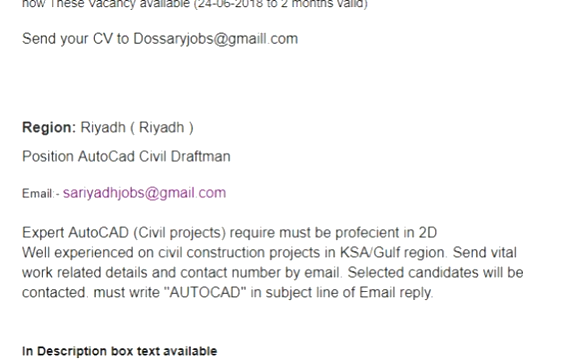 now These Vacancy available (24-06-2018 to 2 months valid)
Send your CV to Dossaryjobs@gmaill.com
Region: Riyadh ( Riyadh )
Position AutoCad Civil Draftman
Email:- sariyadhjobs@gmail.com
Expert AutoCAD (Civil projects) require must be profecient in 2D
Well experienced on civil construction projects in KSA/Gulf region. Send vital
work related details and contact number by email. Selected candidates will be
contacted. must write "AUTOCAD" in subject line of Email reply.
In Description box text available